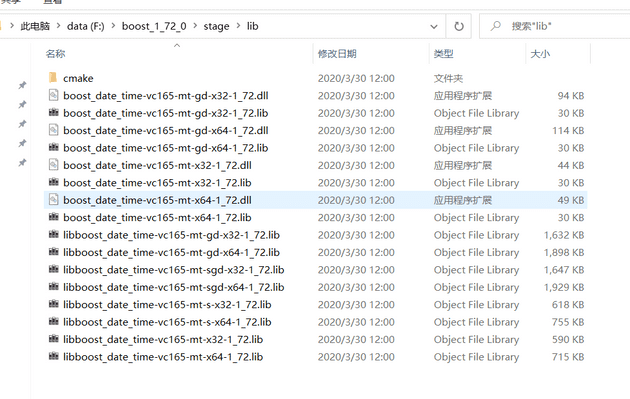 此电脑 > data (F:) > boost_1_72_0 > stage > lib 搜索"lib"
名称 修改日期 类型 大小
cmake 2020/3/30 12:00 文件夹
boost_date_time-vc165-mt-gd-x32-1_72.dll 2020/3/30 12:00 应用程序扩展 94 KB
boost_date_time-vc165-mt-gd-x32-1_72.lib 2020/3/30 12:00 Object File Library 30 KB
boost_date_time-vc165-mt-gd-x64-1_72.dll 2020/3/30 12:00 应用程序扩展 114 KB
boost_date_time-vc165-mt-gd-x64-1_72.lib 2020/3/30 12:00 Object File Library 30 KB
boost_date_time-vc165-mt-x32-1_72.dll 2020/3/30 12:00 应用程序扩展 44 KB
boost_date_time-vc165-mt-x32-1_72.lib 2020/3/30 12:00 Object File Library 30 KB
boost_date_time-vc165-mt-x64-1_72.dll 2020/3/30 12:00 应用程序扩展 49 KB
boost_date_time-vc165-mt-x64-1_72.lib 2020/3/30 12:00 Object File Library 30 KB
libboost_date_time-vc165-mt-gd-x32-1_72.lib 2020/3/30 12:00 Object File Library 1,632 KB
libboost_date_time-vc165-mt-gd-x64-1_72.lib 2020/3/30 12:00 Object File Library 1,898 KB
libboost_date_time-vc165-mt-sgd-x32-1_72.lib 2020/3/30 12:00 Object File Library 1,647 KB
libboost_date_time-vc165-mt-sgd-x64-1_72.lib 2020/3/30 12:00 Object File Library 1,929 KB
libboost_date_time-vc165-mt-s-x32-1_72.lib 2020/3/30 12:00 Object File Library 618 KB
libboost_date_time-vc165-mt-s-x64-1_72.lib 2020/3/30 12:00 Object File Library 755 KB
libboost_date_time-vc165-mt-x32-1_72.lib 2020/3/30 12:00 Object File Library 590 KB
libboost_date_time-vc165-mt-x64-1_72.lib 2020/3/30 12:00 Object File Library 715 KB